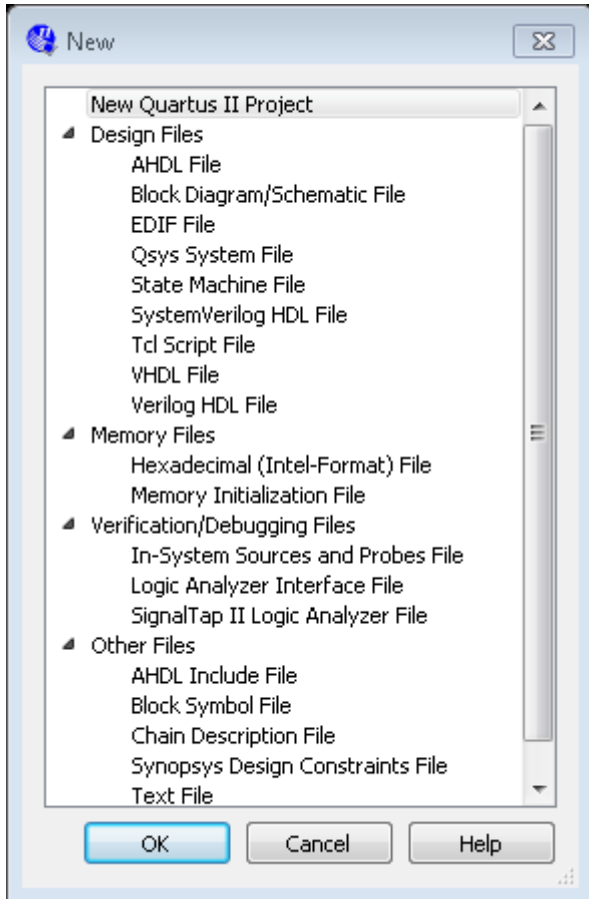 New
New Quartus II Project
Design Files
AHDL File
Block Diagram/Schematic File
EDIF File
Qsys System File
State Machine File
SystemVerilog HDL File
Tcl Script File
VHDL File
Verilog HDL File
Memory Files
Hexadecimal (Intel-Format) File
Memory Initialization File
Verification/Debugging Files
In-System Sources and Probes File
Logic Analyzer Interface File
SignalTap II Logic Analyzer File
Other Files
AHDL Include File
Block Symbol File
Chain Description File
Synopsys Design Constraints File
Text File
OK Cancel Help